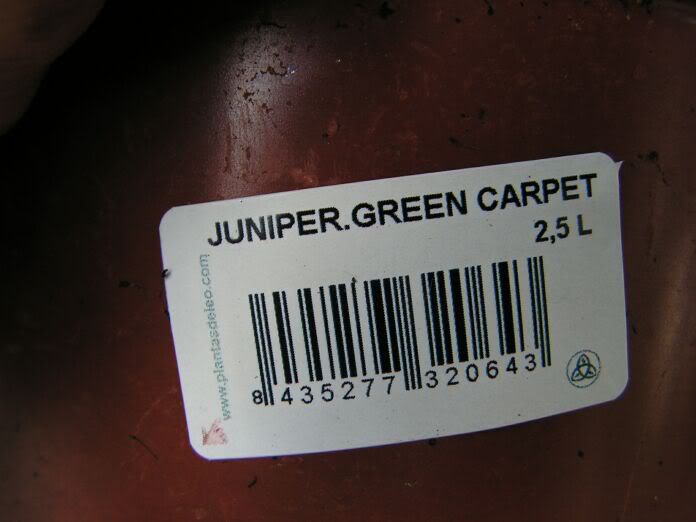 JUNIPER.GREEN CARPET
2,5 L
www.plantasdeleo.com
8 435277 320643